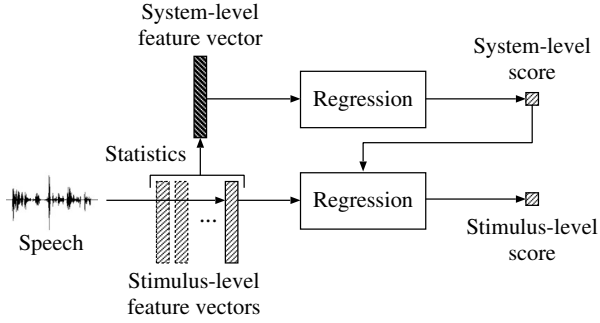 System-level
feature vector
System-level
score
Regression
Statistics
Regression
...
Speech
Stimulus-level
feature vectors
Stimulus-level
score